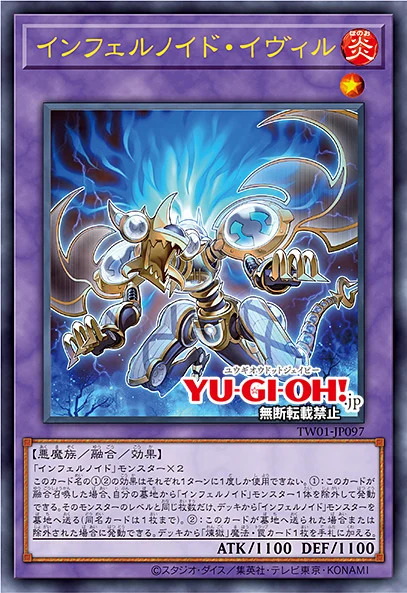 インフェルノイド・イヴィル
ほのお
炎
ユウギオウドットジェイピー
YU-GI-OH!.jp
無断転載禁止
TW01-JP097
【悪魔族/融合/効果】
「インフェルノイド」モンスター×2
このカード名の①②の効果はそれぞれ1ターンに1度しか使用できない。①:このカードが
融合召喚した場合、自分の墓地から「インフェルノイド」モンスター1体を除外して発動
できる。そのモンスターのレベルと同じ枚数だけ、デッキから「インフェルノイド」モンスターを
墓地へ送る(同名カードは1枚まで)。②:このカードが墓地へ送られた場合または
除外された場合に発動できる。デッキから「煉獄」魔法・罠カード1枚を手札に加える。
ATK/1100 DEF/1100
©スタジオ・ダイス/集英社・テレビ東京・KONAMI